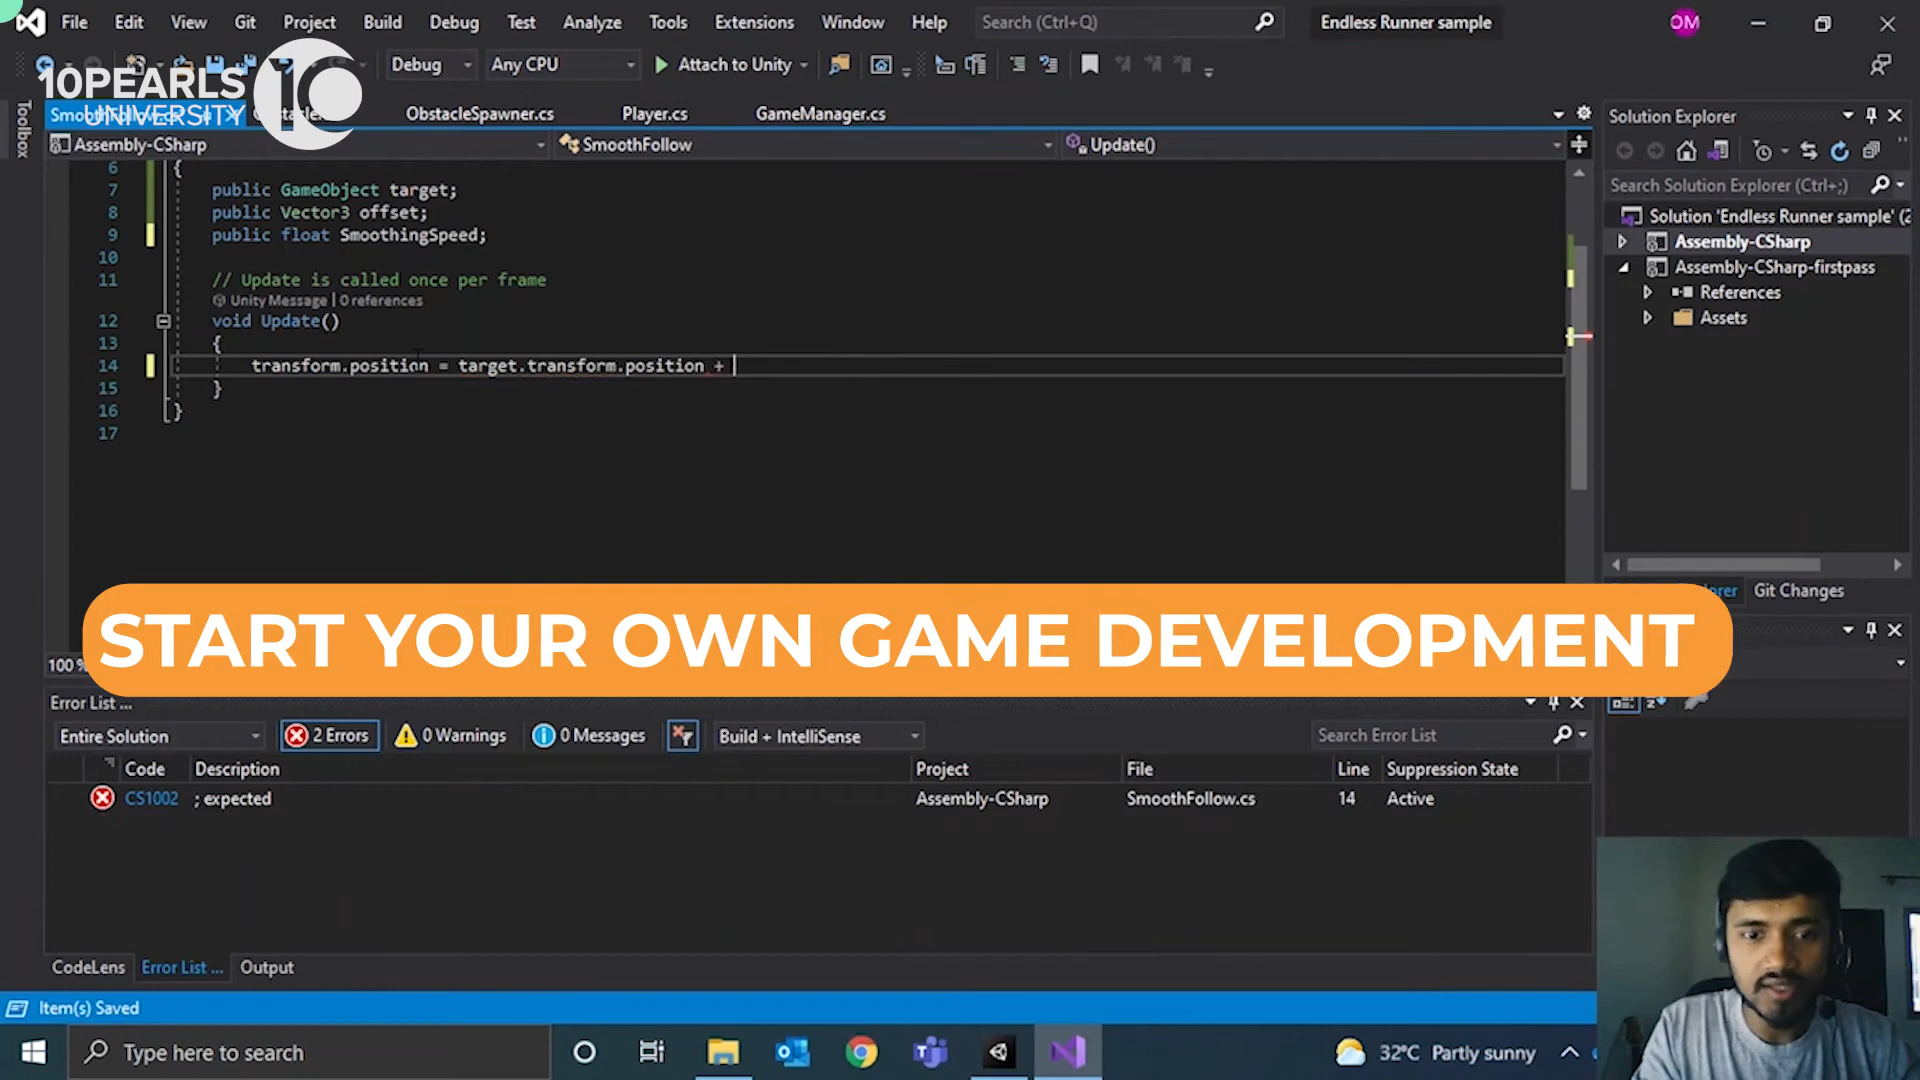 File Edit View Git Project Build Debug Test Analyze Tools Extensions Window Help Search (Ctrl+Q) Endless Runner sample OM
Debug Any CPU Attach to Unity
10PEARLS
UNIVERSITY 10
ObstacleSpawner.cs Player.cs GameManager.cs
Toolbox
Assembly-CSharp SmoothFollow Update()
6 {
7 public GameObject target;
8 public Vector3 offset;
9 public float SmoothingSpeed;
10
11 // Update is called once per frame
Unity Message | 0 references
12 void Update()
13 {
14 transform.position = target.transform.position +
15 }
16 }
17
Solution Explorer
Search Solution Explorer (Ctrl+;)
Solution 'Endless Runner sample' (2
Assembly-CSharp
Assembly-CSharp-firstpass
References
Assets
Git Changes
START YOUR OWN GAME DEVELOPMENT
100 %
Error List ...
Entire Solution 2 Errors 0 Warnings 0 Messages Build + IntelliSense Search Error List
Code Description Project File Line Suppression State
CS1002 ; expected Assembly-CSharp SmoothFollow.cs 14 Active
CodeLens Error List ... Output
Item(s) Saved
Type here to search 32°C Partly sunny